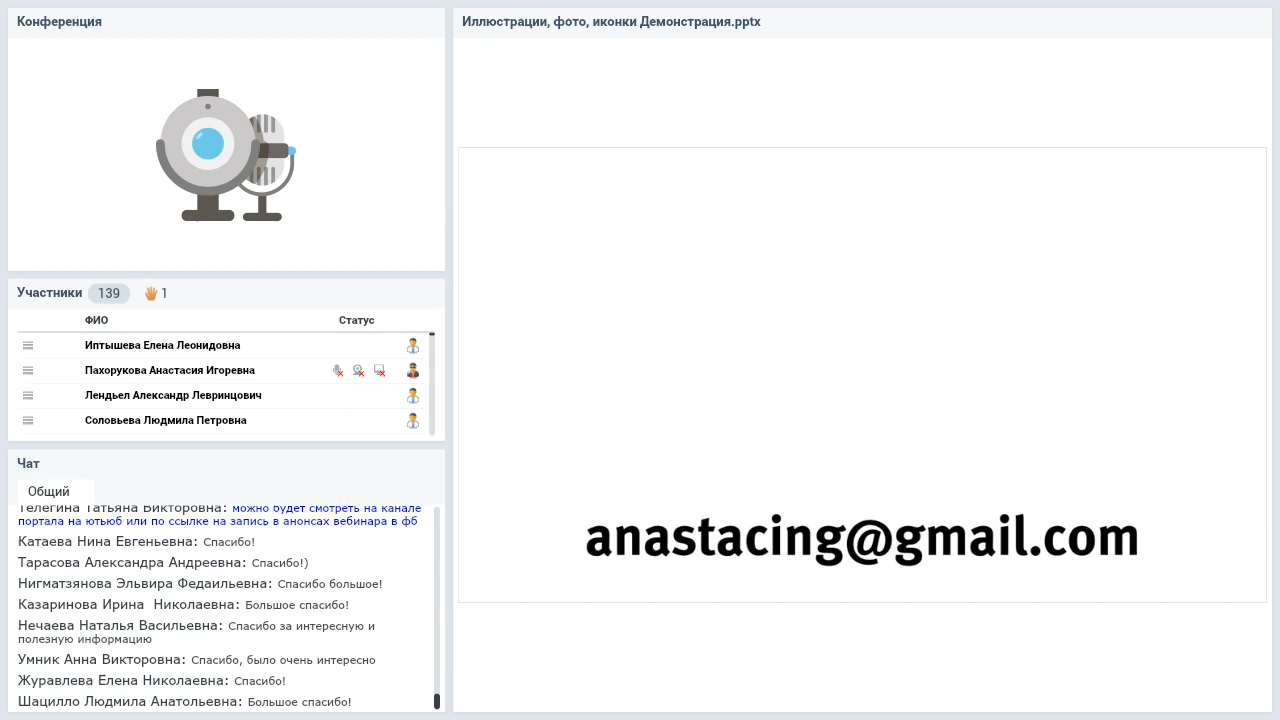 Конференция
Участники 139 1
ФИО Статус
Иптышева Елена Леонидовна
Пахорукова Анастасия Игоревна
Лендьел Александр Левринцович
Соловьева Людмила Петровна
Чат
Общий
Телегина Татьяна Викторовна: можно будет смотреть на канале
портала на ютьюб или по ссылке на запись в анонсах вебинара в фб
Катаева Нина Евгеньевна: Спасибо!
Тарасова Александра Андреевна: Спасибо!)
Нигматзянова Эльвира Федаильевна: Спасибо большое!
Казаринова Ирина  Николаевна: Большое спасибо!
Нечаева Наталья Васильевна: Спасибо за интересную и
полезную информацию
Умник Анна Викторовна: Спасибо, было очень интересно
Журавлева Елена Николаевна: Спасибо!
Шацилло Людмила Анатольевна: Большое спасибо!
Иллюстрации, фото, иконки Демонстрация.pptx
anastacing@gmail.com